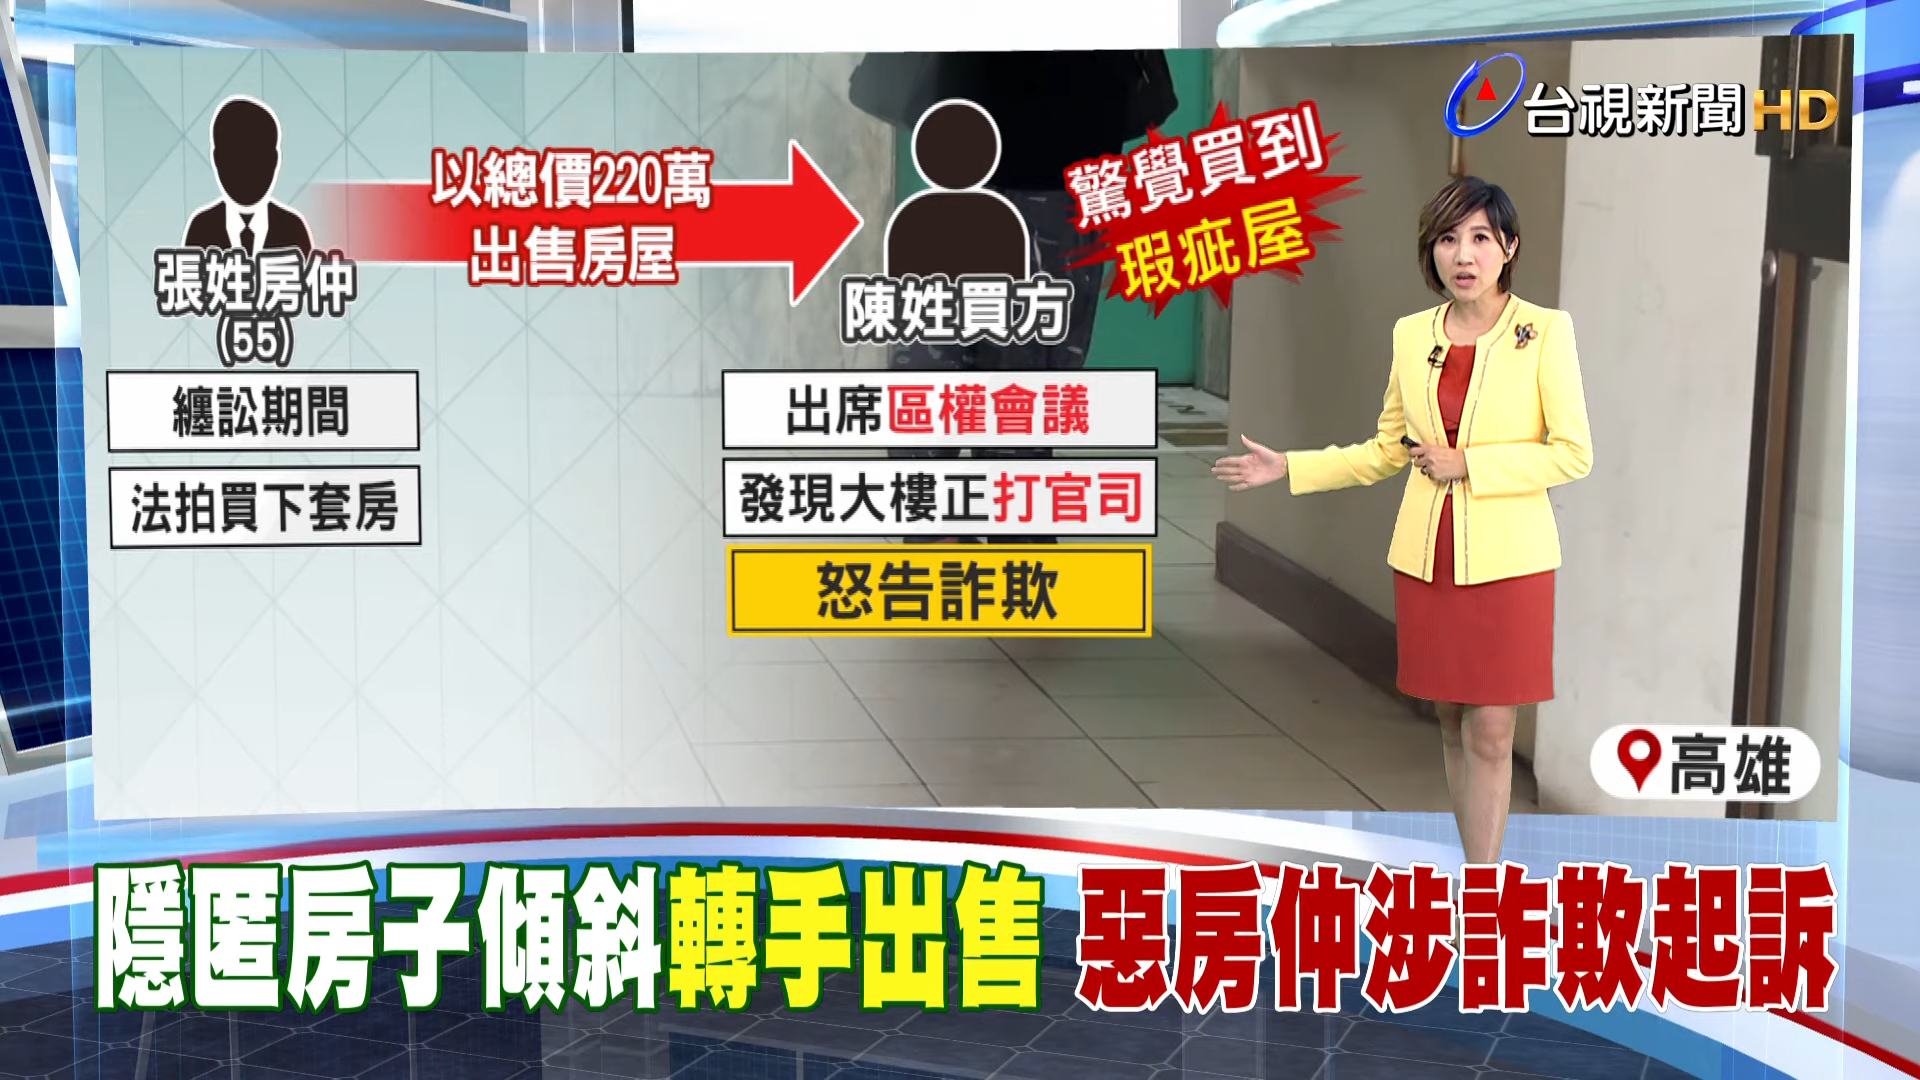 台視新聞HD
以總價220萬
出售房屋
張姓房仲
(55)
纏訟期間
法拍買下套房
陳姓買方
驚覺買到
瑕疵屋
出席區權會議
發現大樓正打官司
怒告詐欺
高雄
隱匿房子傾斜轉手出售 惡房仲涉詐欺起訴